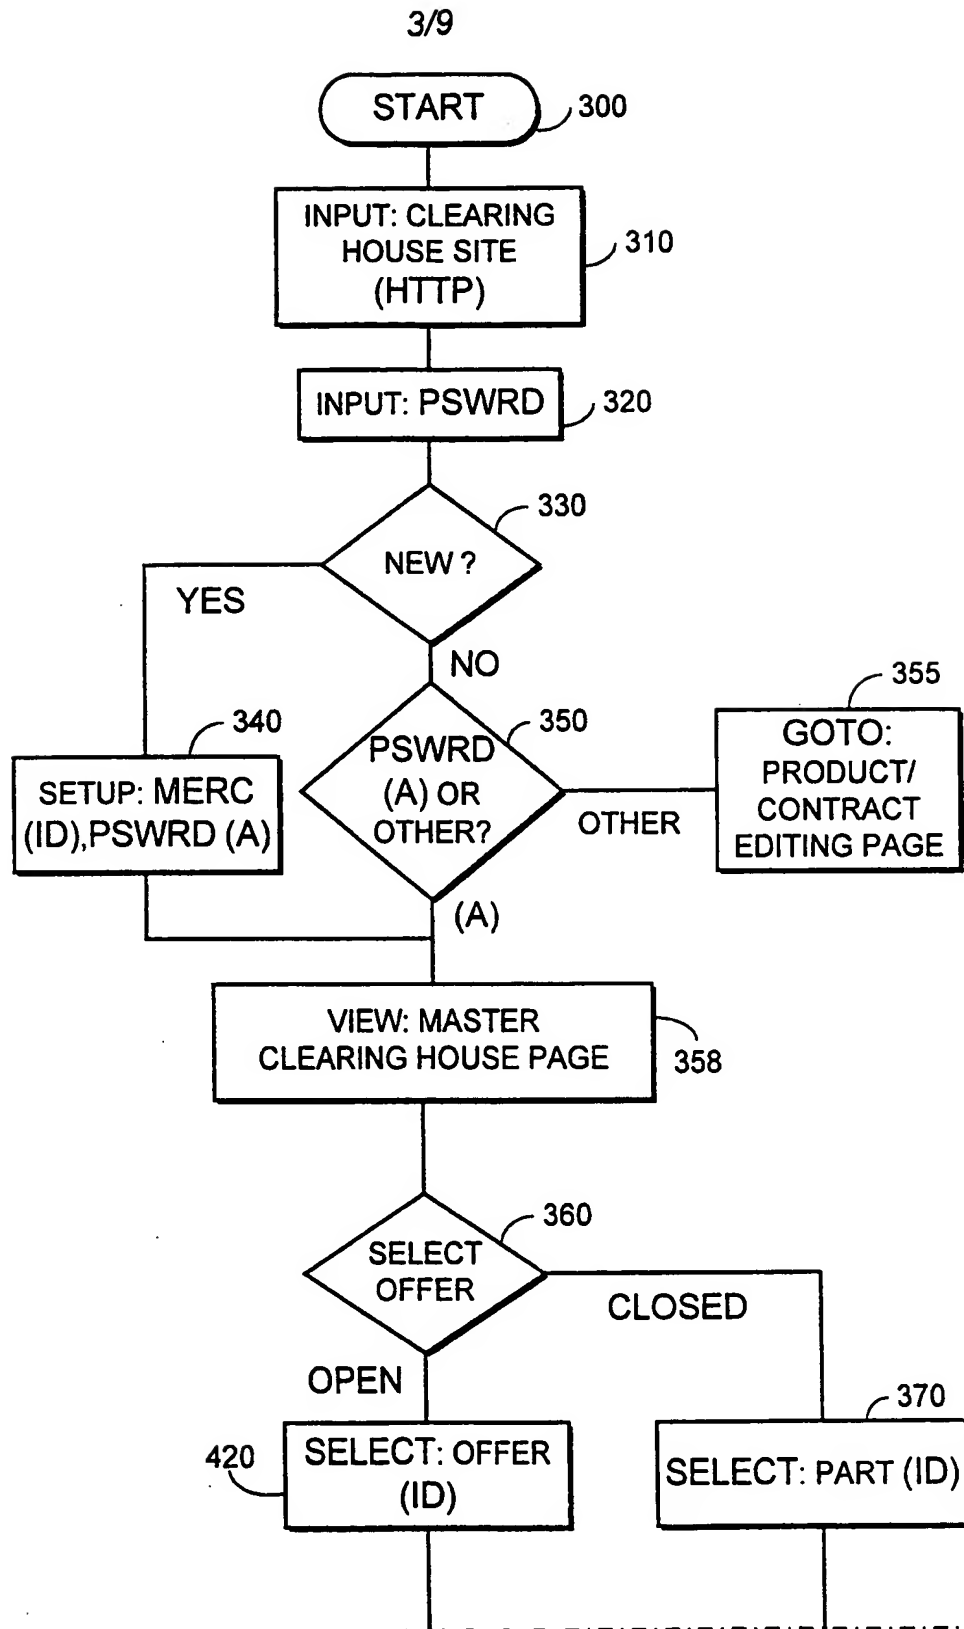 3/9
START
300
INPUT: CLEARING
HOUSE SITE
(HTTP)
310
INPUT: PSWRD
320
330
NEW ?
YES
NO
355
340
350
SETUP: MERC
(ID),PSWRD (A)
PSWRD
(A) OR
OTHER?
OTHER
GOTO:
PRODUCT/
CONTRACT
EDITING PAGE
(A)
VIEW: MASTER
CLEARING HOUSE PAGE
358
360
SELECT
OFFER
CLOSED
OPEN
370
420
SELECT: OFFER
(ID)
SELECT: PART (ID)